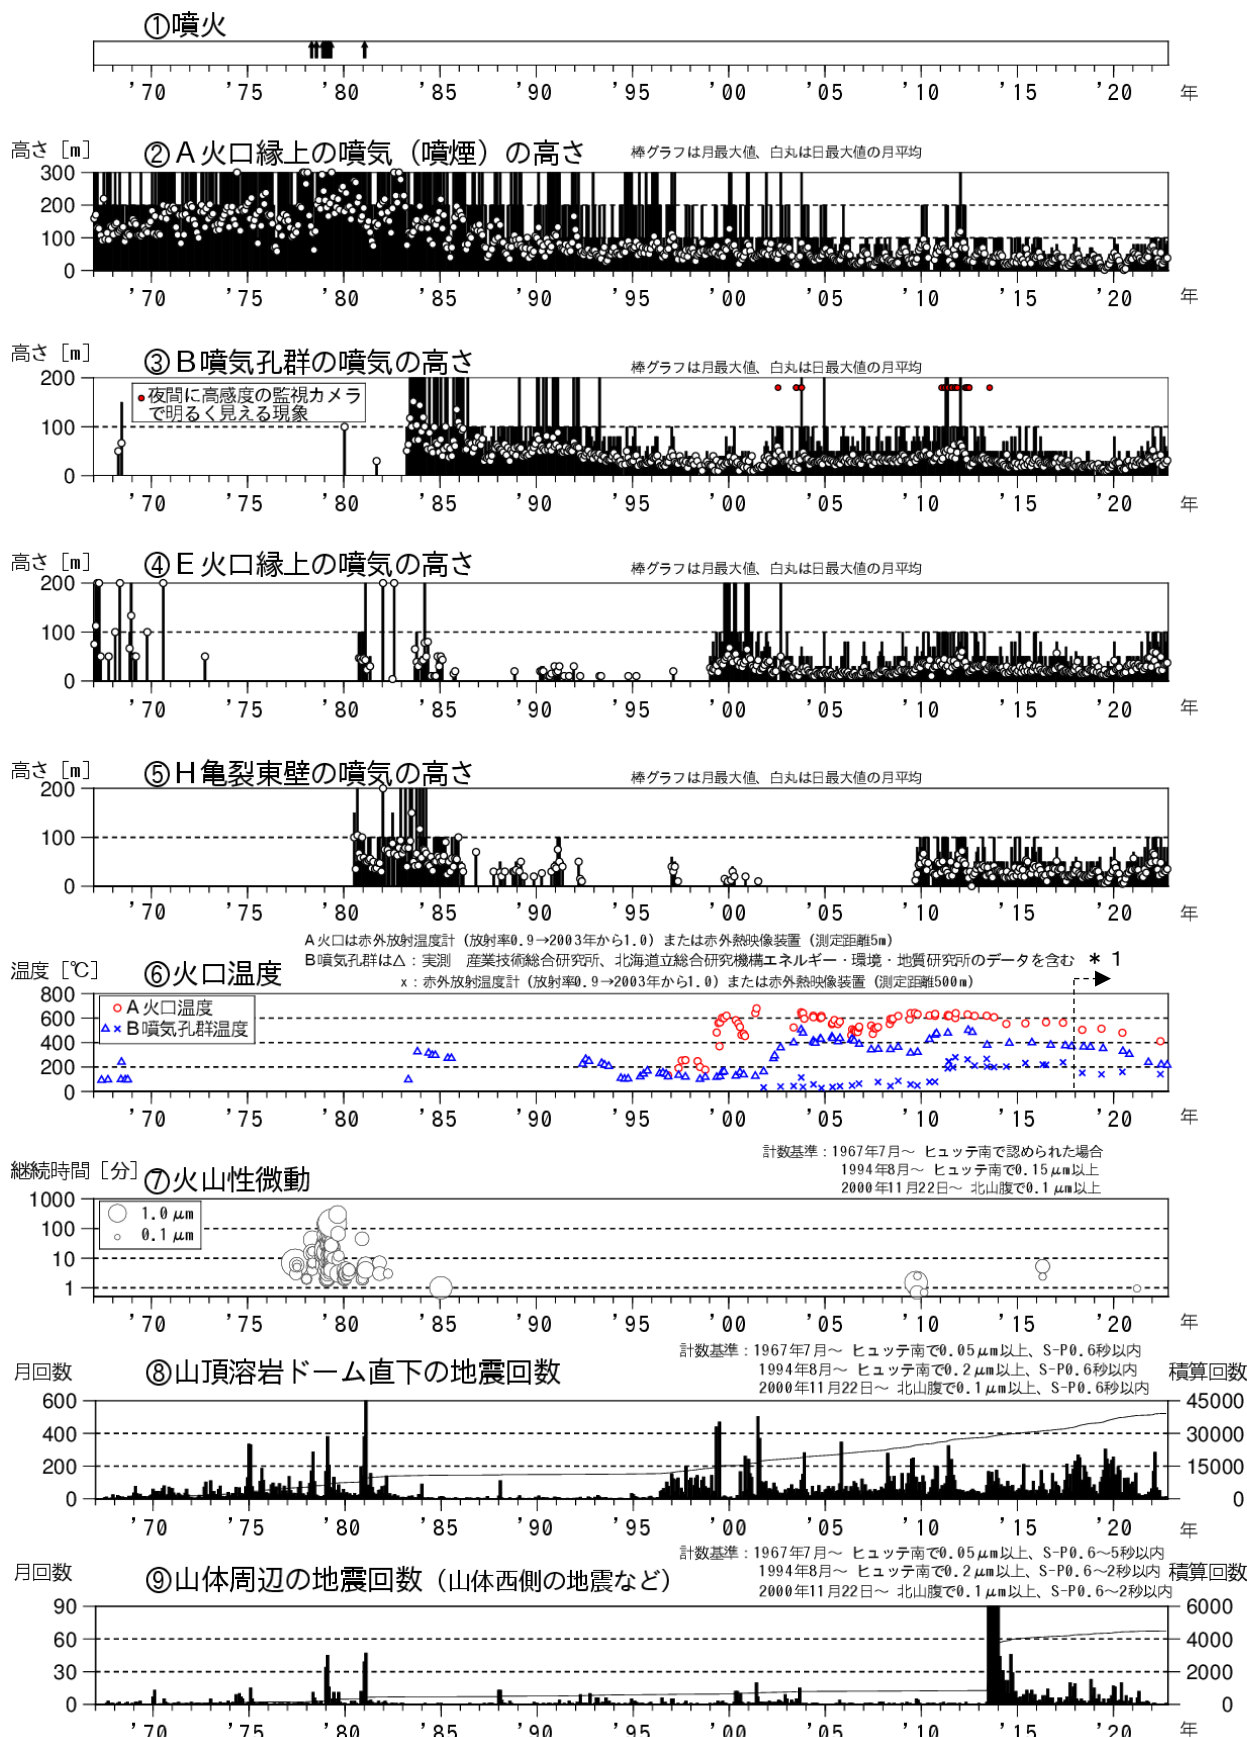 ①噴火
'70 '75 '80 '85 '90 '95 '00 '05 '10 '15 '20 年
高さ［m］ ②A火口縁上の噴気（噴煙）の高さ 棒グラフは月最大値、白丸は日最大値の月平均
300
200
100
0
'70 '75 '80 '85 '90 '95 '00 '05 '10 '15 '20 年
高さ［m］ ③B噴気孔群の噴気の高さ 棒グラフは月最大値、白丸は日最大値の月平均
200
夜間に高感度の監視カメラ
で明るく見える現象
100
0
'70 '75 '80 '85 '90 '95 '00 '05 '10 '15 '20 年
高さ［m］ ④E火口縁上の噴気の高さ 棒グラフは月最大値、白丸は日最大値の月平均
200
100
0
'70 '75 '80 '85 '90 '95 '00 '05 '10 '15 '20 年
高さ［m］ ⑤H亀裂東壁の噴気の高さ 棒グラフは月最大値、白丸は日最大値の月平均
200
100
0
'70 '75 '80 '85 '90 '95 '00 '05 '10 '15 '20 年
A火口は赤外放射温度計（放射率0.9→2003年から1.0）または赤外熱映像装置（測定距離5m）
温度［℃］ ⑥火口温度 B噴気孔群は△：実測 産業技術総合研究所、北海道立総合研究機構エネルギー・環境・地質研究所のデータを含む ＊1
x：赤外放射温度計（放射率0.9→2003年から1.0）または赤外熱映像装置（測定距離500m）
800
A火口温度
600
B噴気孔群温度
400
200
0
'70 '75 '80 '85 '90 '95 '00 '05 '10 '15 '20 年
計数基準：1967年7月～ ヒュッテ南で認められた場合
継続時間［分］ ⑦火山性微動 1994年8月～ ヒュッテ南で0.15μm以上
2000年11月22日～ 北山腹で0.1μm以上
1000
1.0μm
100
0.1μm
10
1
'70 '75 '80 '85 '90 '95 '00 '05 '10 '15 '20 年
計数基準：1967年7月～ ヒュッテ南で0.05μm以上、S-P0.6秒以内
月回数 ⑧山頂溶岩ドーム直下の地震回数 1994年8月～ ヒュッテ南で0.2μm以上、S-P0.6秒以内 積算回数
2000年11月22日～ 北山腹で0.1μm以上、S-P0.6秒以内
600 45000
400 30000
200 15000
0 0
'70 '75 '80 '85 '90 '95 '00 '05 '10 '15 '20 年
計数基準：1967年7月～ ヒュッテ南で0.05μm以上、S-P0.6～5秒以内
月回数 ⑨山体周辺の地震回数（山体西側の地震など） 1994年8月～ ヒュッテ南で0.2μm以上、S-P0.6～2秒以内 積算回数
2000年11月22日～ 北山腹で0.1μm以上、S-P0.6～2秒以内
90 6000
60 4000
30 2000
0 0
'70 '75 '80 '85 '90 '95 '00 '05 '10 '15 '20 年